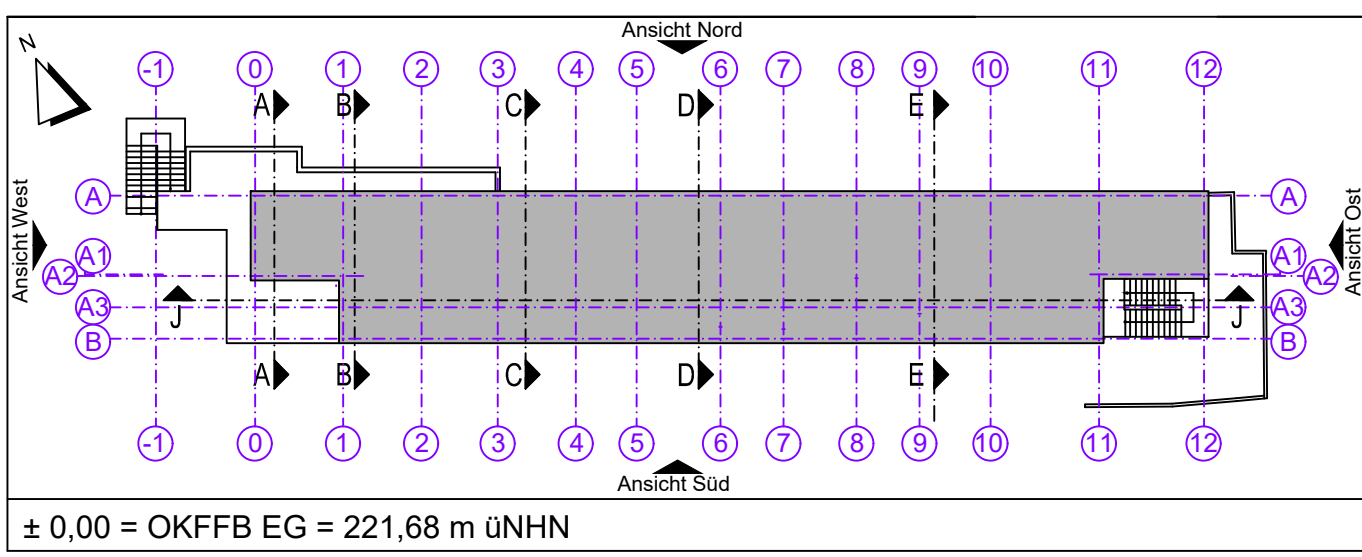 Ansicht Nord
N
-1 0 1 2 3 4 5 6 7 8 9 10 11 12
A B C D E
A A
Ansicht West
Ansicht Ost
A1 A1
A2 A2
J J
A3 A3
B B
A B C D E
-1 0 1 2 3 4 5 6 7 8 9 10 11 12
Ansicht Süd
± 0,00 = OKFFB EG = 221,68 m üNHN